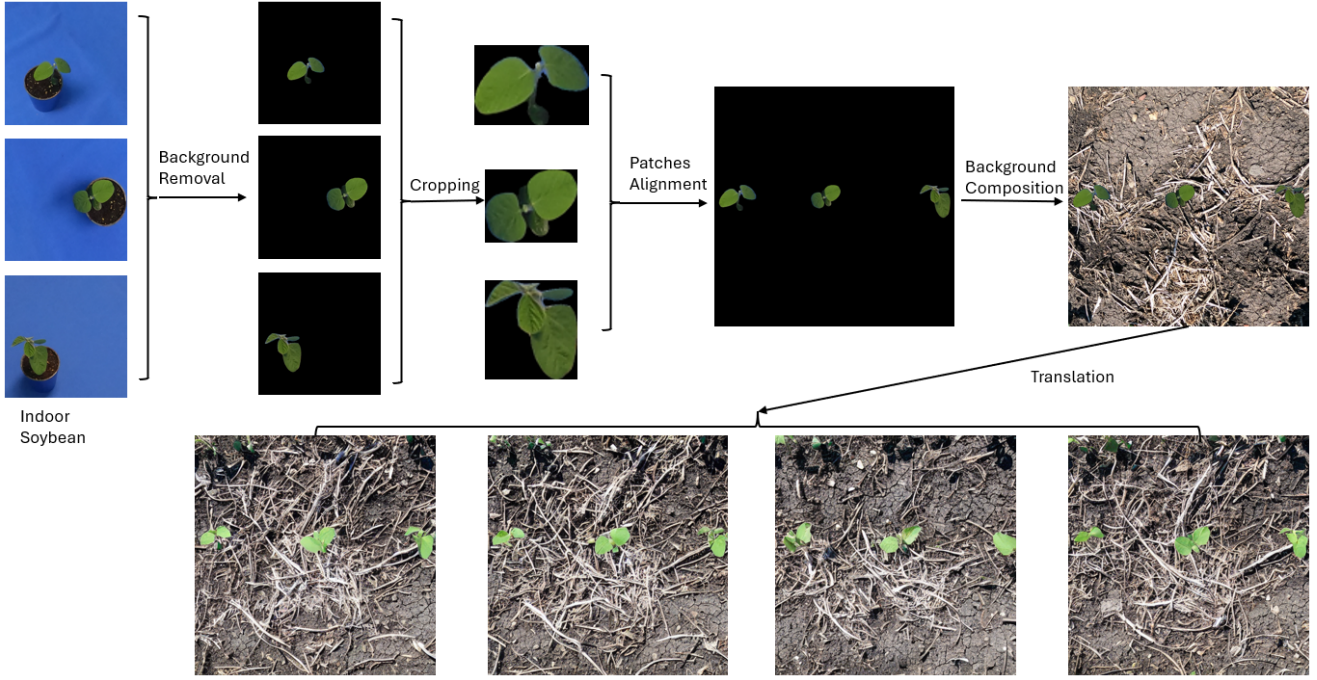 Background
Removal
Cropping
Patches
Alignment
Background
Composition
Translation
Indoor
Soybean